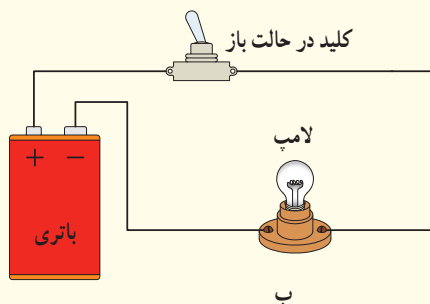 کلید در حالت باز
لامپ
+ −
باتری
ب